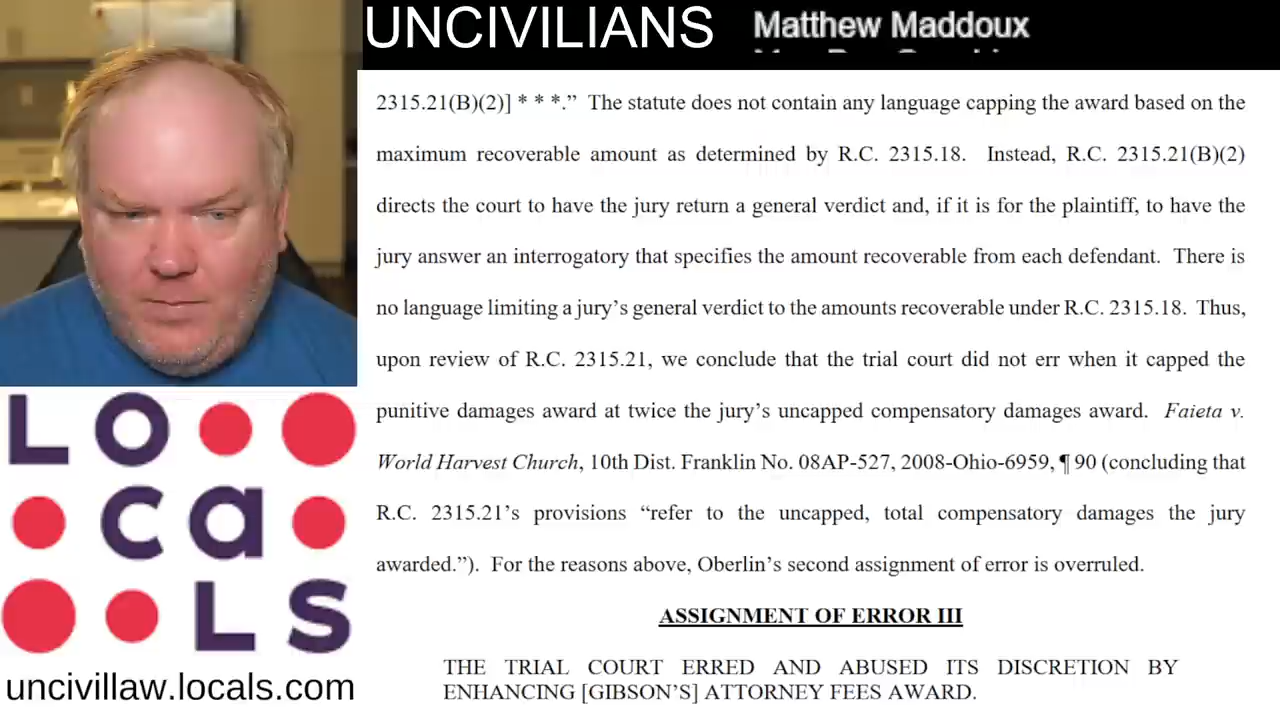 UNCIVILIANS
Matthew Maddoux
2315.21(B)(2)] * * *.” The statute does not contain any language capping the award based on the
maximum recoverable amount as determined by R.C. 2315.18. Instead, R.C. 2315.21(B)(2)
directs the court to have the jury return a general verdict and, if it is for the plaintiff, to have the
jury answer an interrogatory that specifies the amount recoverable from each defendant. There is
no language limiting a jury’s general verdict to the amounts recoverable under R.C. 2315.18. Thus,
upon review of R.C. 2315.21, we conclude that the trial court did not err when it capped the
punitive damages award at twice the jury’s uncapped compensatory damages award. Faieta v.
World Harvest Church, 10th Dist. Franklin No. 08AP-527, 2008-Ohio-6959, ¶ 90 (concluding that
R.C. 2315.21’s provisions “refer to the uncapped, total compensatory damages the jury
awarded.”). For the reasons above, Oberlin’s second assignment of error is overruled.
ASSIGNMENT OF ERROR III
THE TRIAL COURT ERRED AND ABUSED ITS DISCRETION BY
ENHANCING [GIBSON’S] ATTORNEY FEES AWARD.
LO
ca
LS
uncivillaw.locals.com